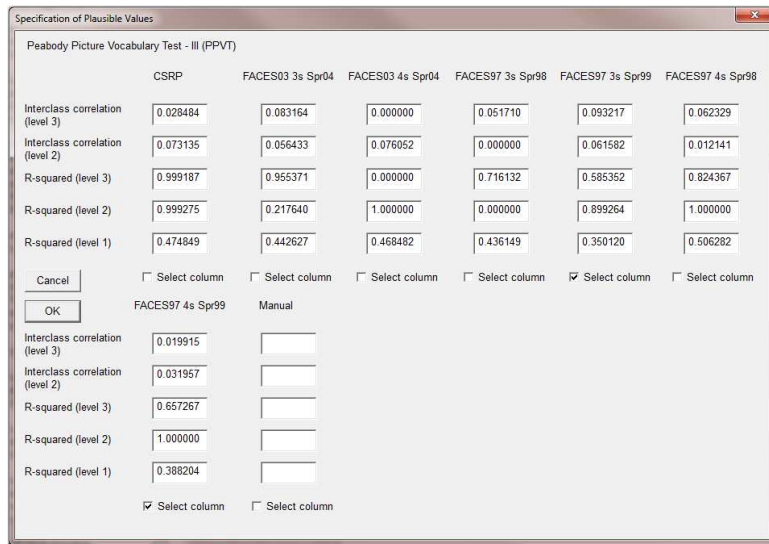 Specification of Plausible Values
Peabody Picture Vocabulary Test - III (PPVT)
CSRP FACES03 3s Spr04 FACES03 4s Spr04 FACES97 3s Spr98 FACES97 3s Spr99 FACES97 4s Spr98
Interclass correlation
(level 3)
0.028484 0.083164 0.000000 0.051710 0.093217 0.062329
Interclass correlation
(level 2)
0.073135 0.056433 0.076052 0.000000 0.061582 0.012141
R-squared (level 3) 0.999187 0.955371 0.000000 0.716132 0.585352 0.824367
R-squared (level 2) 0.999275 0.217640 1.000000 0.000000 0.899264 1.000000
R-squared (level 1) 0.474849 0.442627 0.468482 0.436149 0.350120 0.506282
Cancel Select column Select column Select column Select column Select column Select column
OK FACES97 4s Spr99 Manual
Interclass correlation
(level 3)
0.019915
Interclass correlation
(level 2)
0.031957
R-squared (level 3) 0.657267
R-squared (level 2) 1.000000
R-squared (level 1) 0.388204
Select column Select column